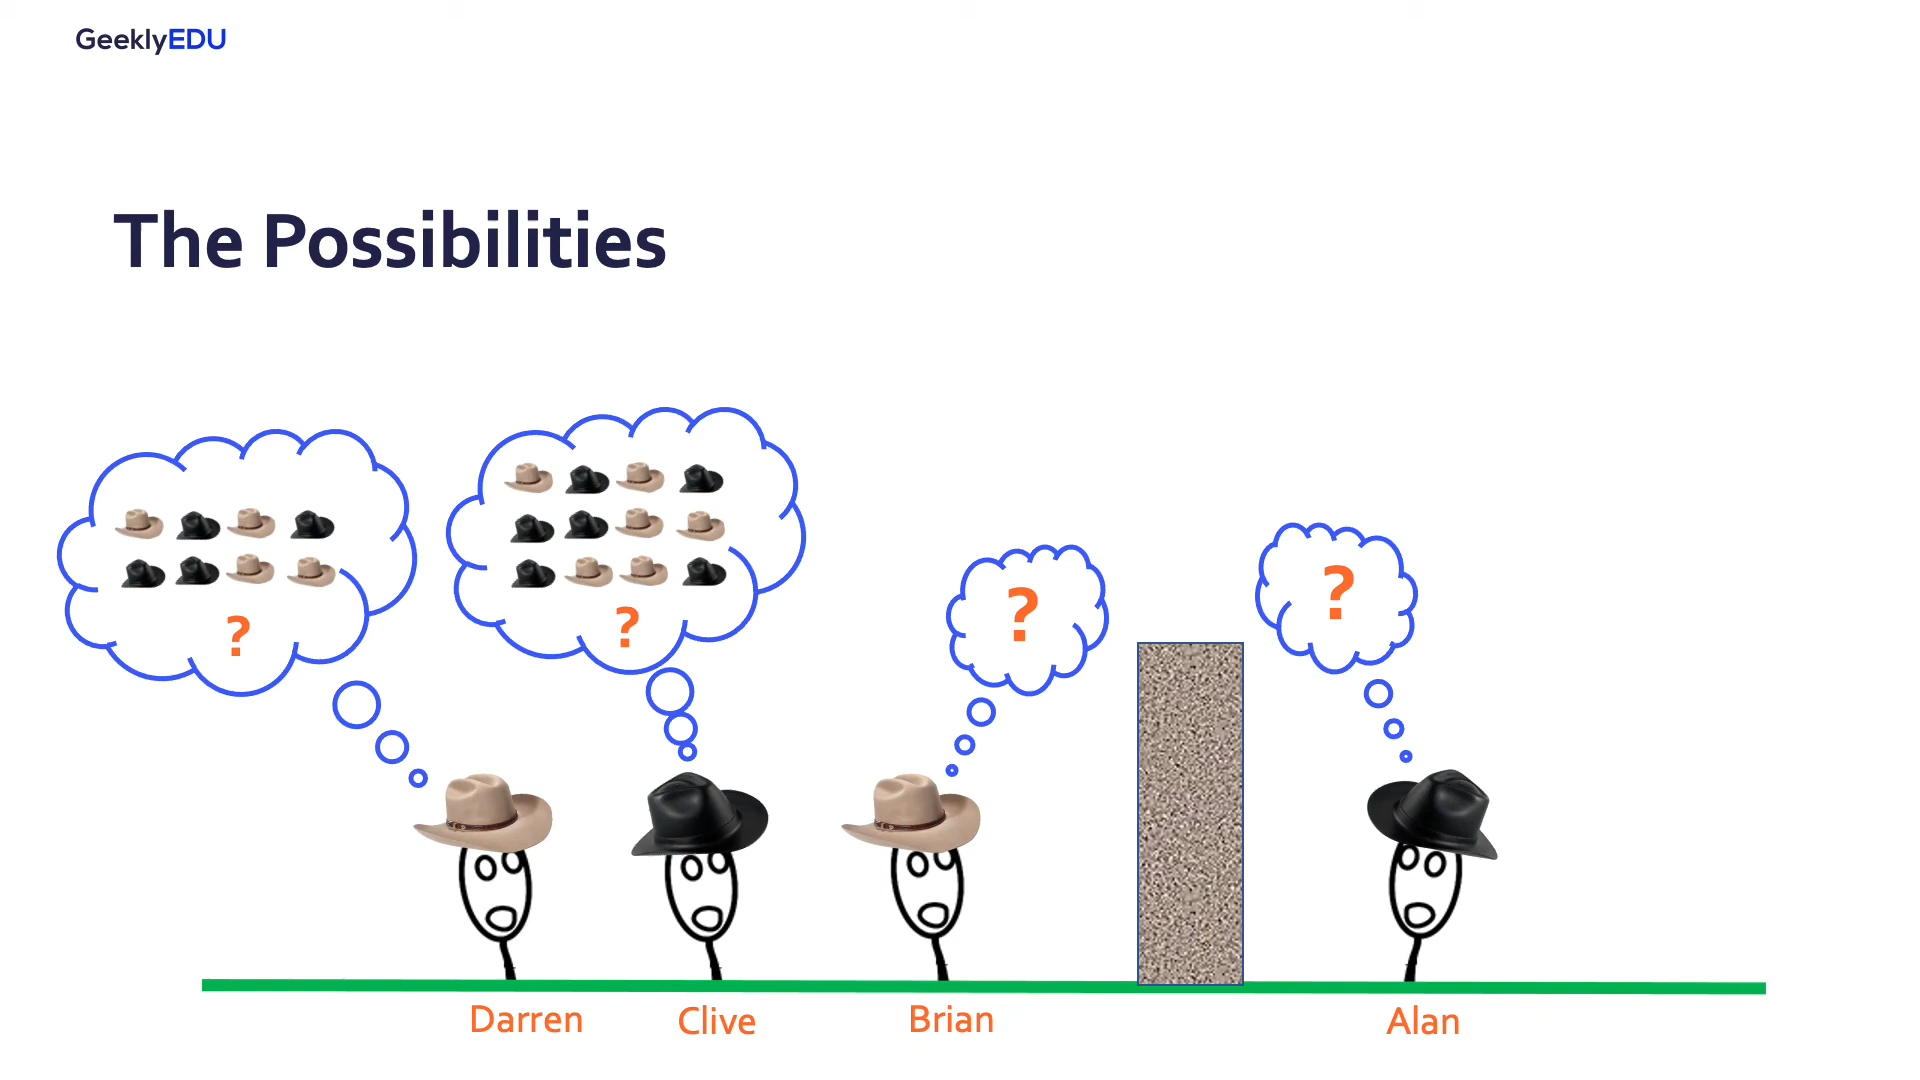 GeeklyEDU
The Possibilities
?
?
?
?
Darren
Clive
Brian
Alan